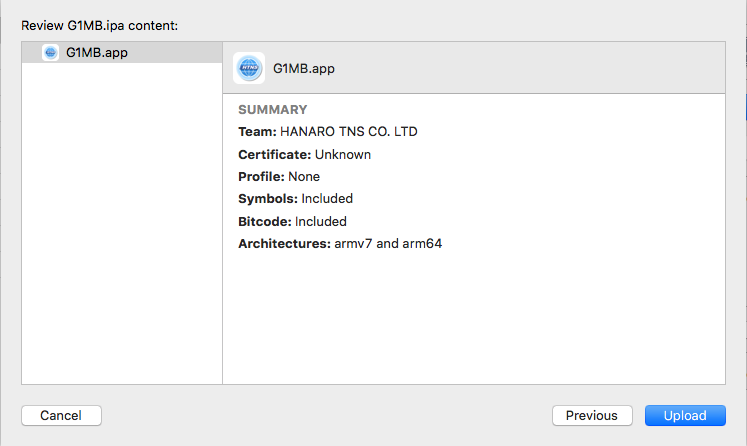 Review G1MB.ipa content:
G1MB.app
HTNS
G1MB.app
SUMMARY
Team: HANARO TNS CO. LTD
Certificate: Unknown
Profile: None
Symbols: Included
Bitcode: Included
Architectures: armv7 and arm64
Cancel
Previous
Upload